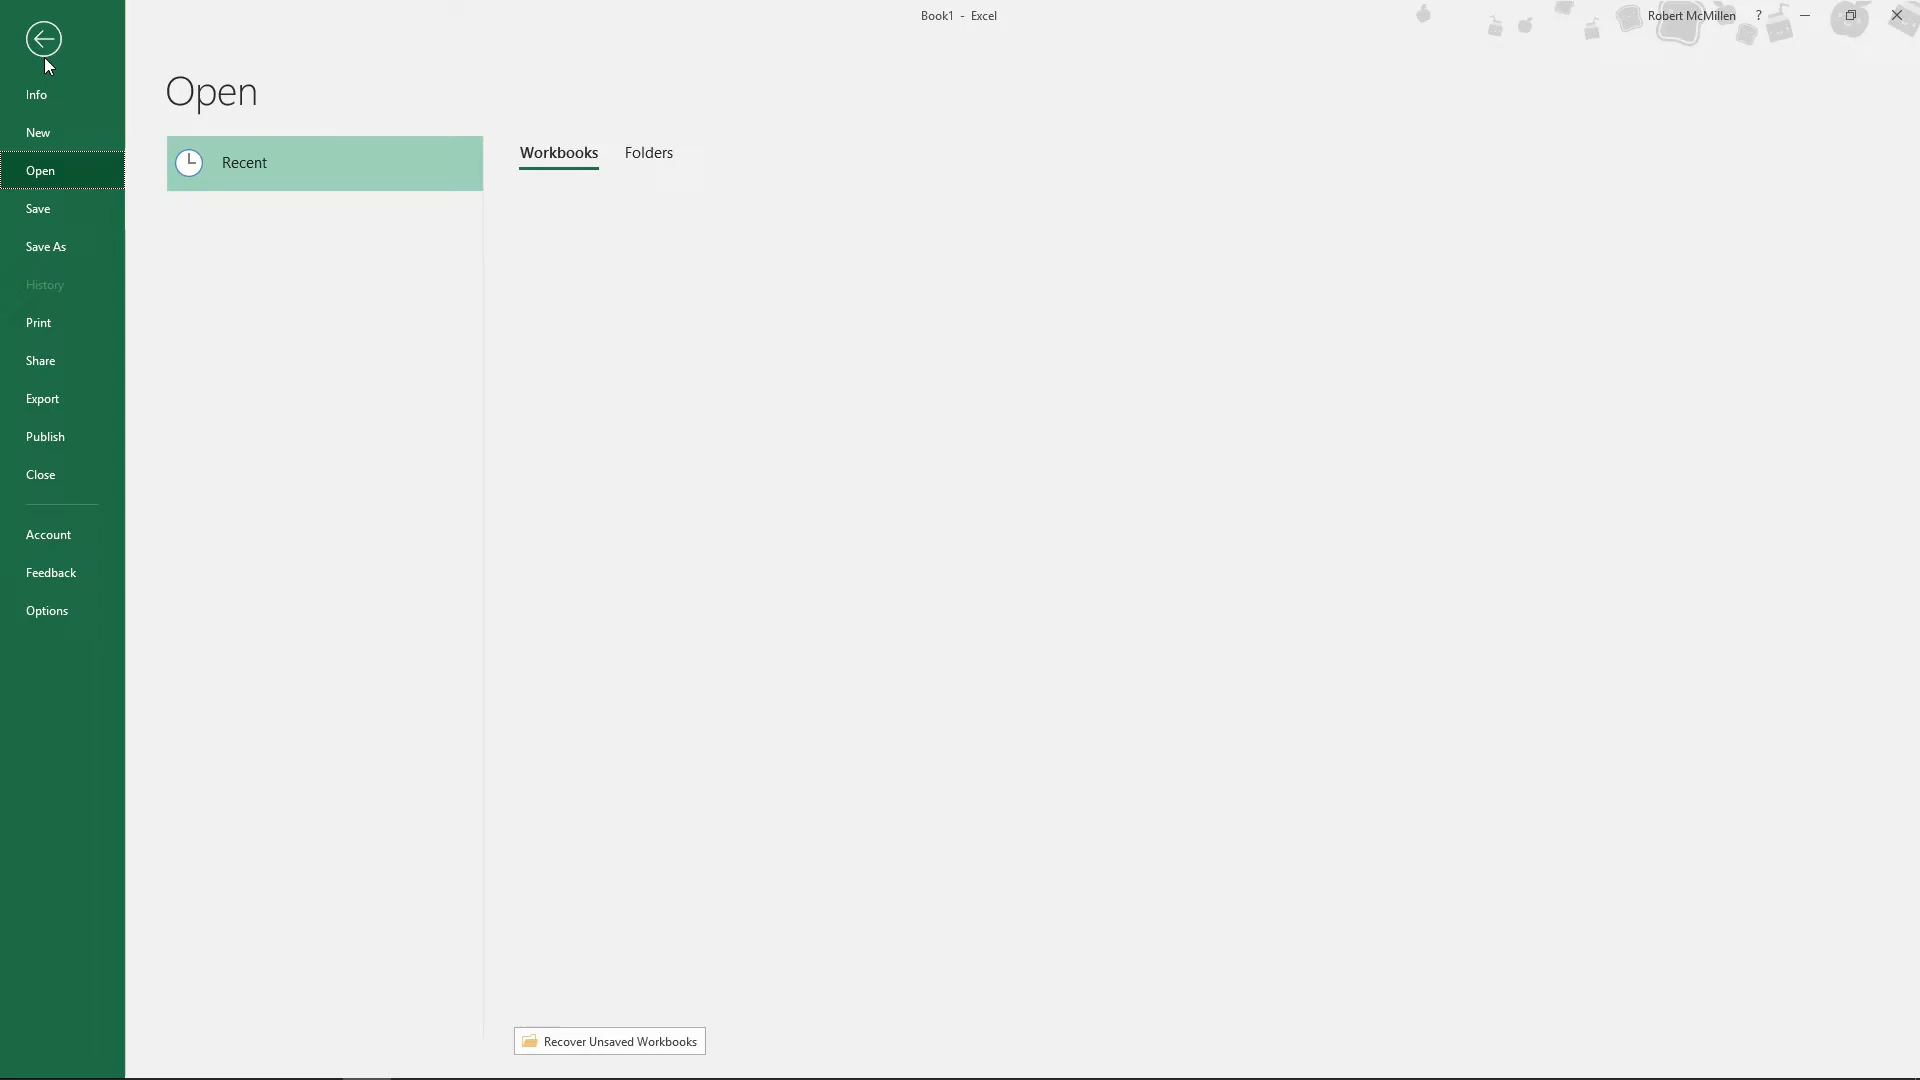 Book1 - Excel
Robert McMillen
?
Info
New
Open
Save
Save As
History
Print
Share
Export
Publish
Close
Account
Feedback
Options
Open
Recent
Workbooks
Folders
Recover Unsaved Workbooks